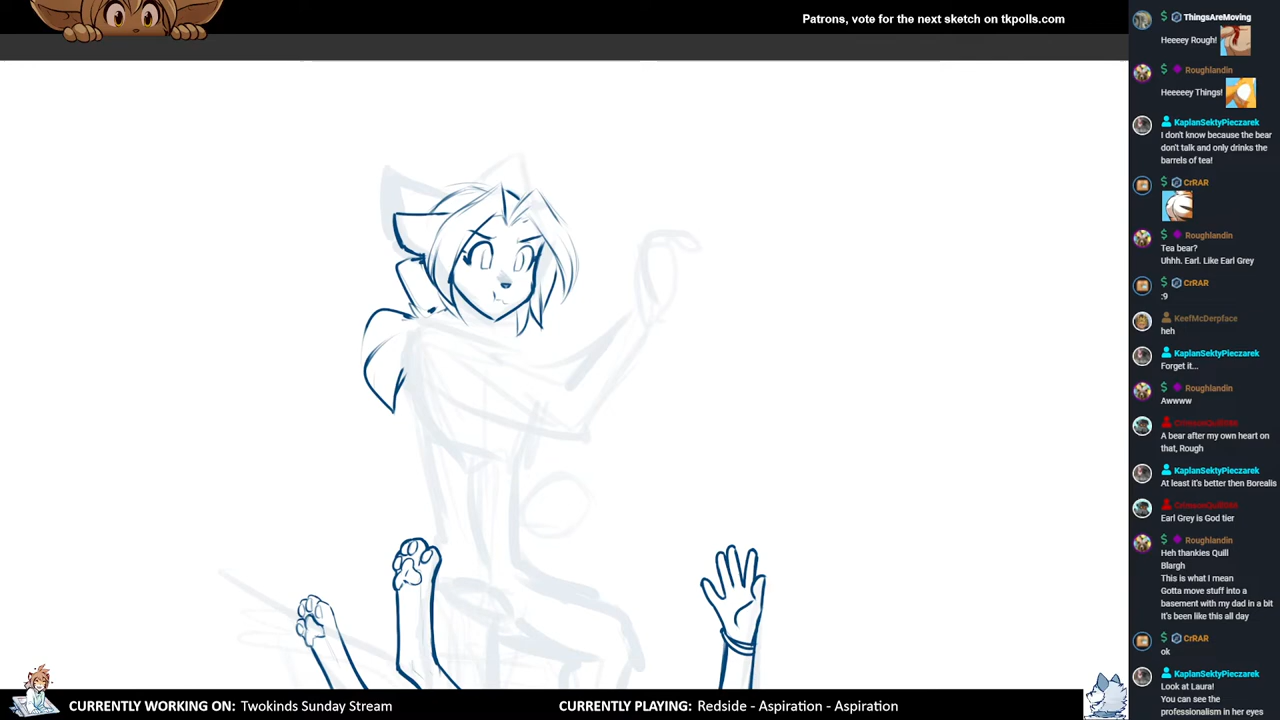 Patrons, vote for the next sketch on tkpolls.com
ThingsAreMoving
Heeeey Rough!
Roughlandin
Heeeeey Things!
KaplanSektyPieczarek
I don't know because the bear
don't talk and only drinks the
barrels of tea!
CrRAR
Roughlandin
Tea bear?
Uhhh. Earl. Like Earl Grey
CrRAR
:9
KeefMcDerpface
heh
KaplanSektyPieczarek
Forget it...
Roughlandin
Awwww
A bear after my own heart on
that, Rough
KaplanSektyPieczarek
At least it's better then Borealis
Earl Grey is God tier
Roughlandin
Heh thankies Quill
Blargh
This is what I mean
Gotta move stuff into a
basement with my dad in a bit
It's been like this all day
CrRAR
ok
KaplanSektyPieczarek
Look at Laura!
You can see the
professionalism in her eyes
CURRENTLY WORKING ON: Twokinds Sunday Stream
CURRENTLY PLAYING: Redside - Aspiration - Aspiration